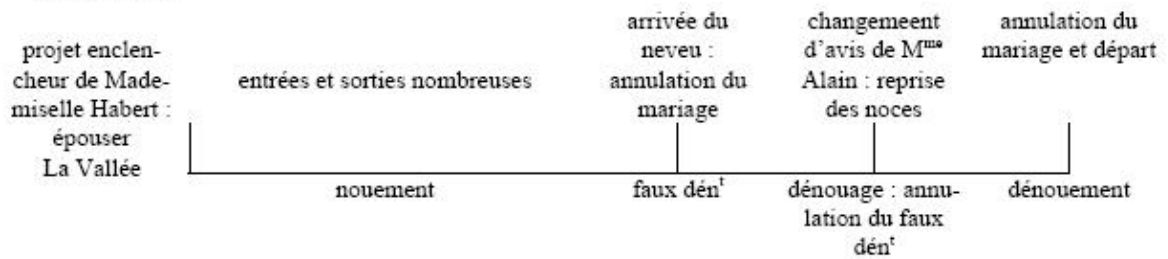 projet enclen-
cheur de Made-
miselle Habert :
épouser
La Vallée
entrées et sorties nombreuses
arrivée du
neveu :
annulation du
mariage
changemeent
d'avis de Mme
Alain : reprise
des noces
annulation du
mariage et départ
nouement
faux dént
dénouage : annu-
lation du faux
dént
dénouement